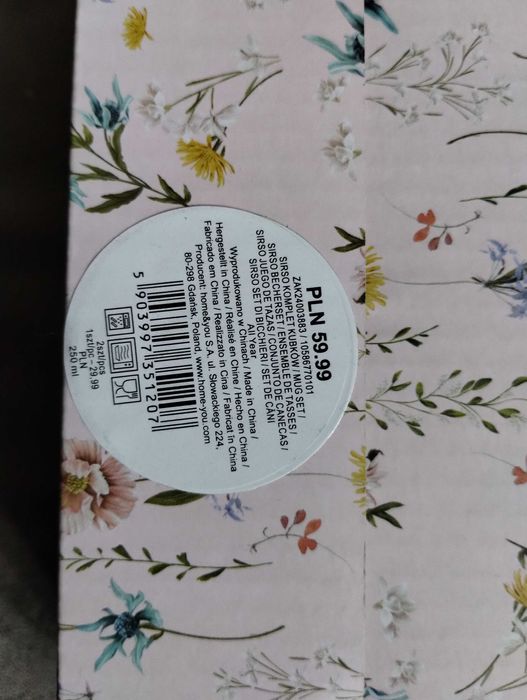 PLN 59.99
ZAK24003883 / 10566770101
SIRSO KOMPLET KUBKÓW / MUG SET /
SIRSO BECHERSET / ENSEMBLE DE TASSES /
SIRSO JUEGO DE TAZAS / CONJUNTO DE CANECAS /
SIRSO SET DI BICCHIERI / SET DE CĂNI
All Year
Wyprodukowano w Chinach / Made in China /
Hergestellt in China / Réalisé en Chine / Hecho en China /
Fabricado em China / Realizzato in Cina / Fabricat în China
Producent: home&you S.A. ul. Słowackiego 224,
80-298 Gdańsk, Poland, www.home-you.com
5 903997 351207
2szt/pcs
1szt/pc - 29.99
PLN
250 ml